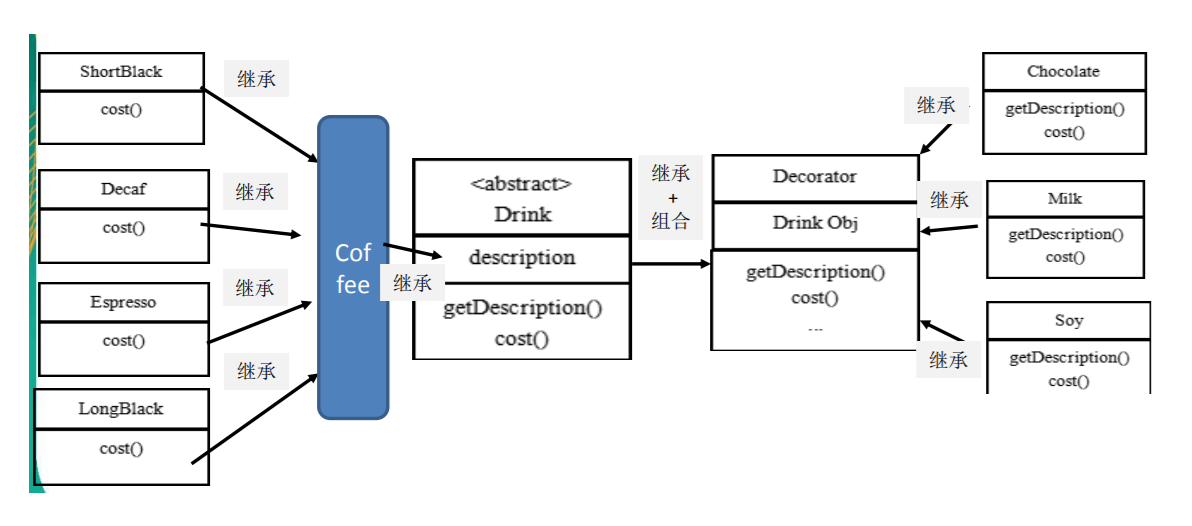 ShortBlack
cost()
继承
Decaf
cost()
继承
Espresso
cost()
继承
LongBlack
cost()
继承
Cof
fee
继承
<abstract>
Drink
description
getDescription()
cost()
继承
+
组合
Decorator
Drink Obj
getDescription()
cost()
...
继承
Chocolate
getDescription()
cost()
继承
Milk
getDescription()
cost()
继承
Soy
getDescription()
cost()